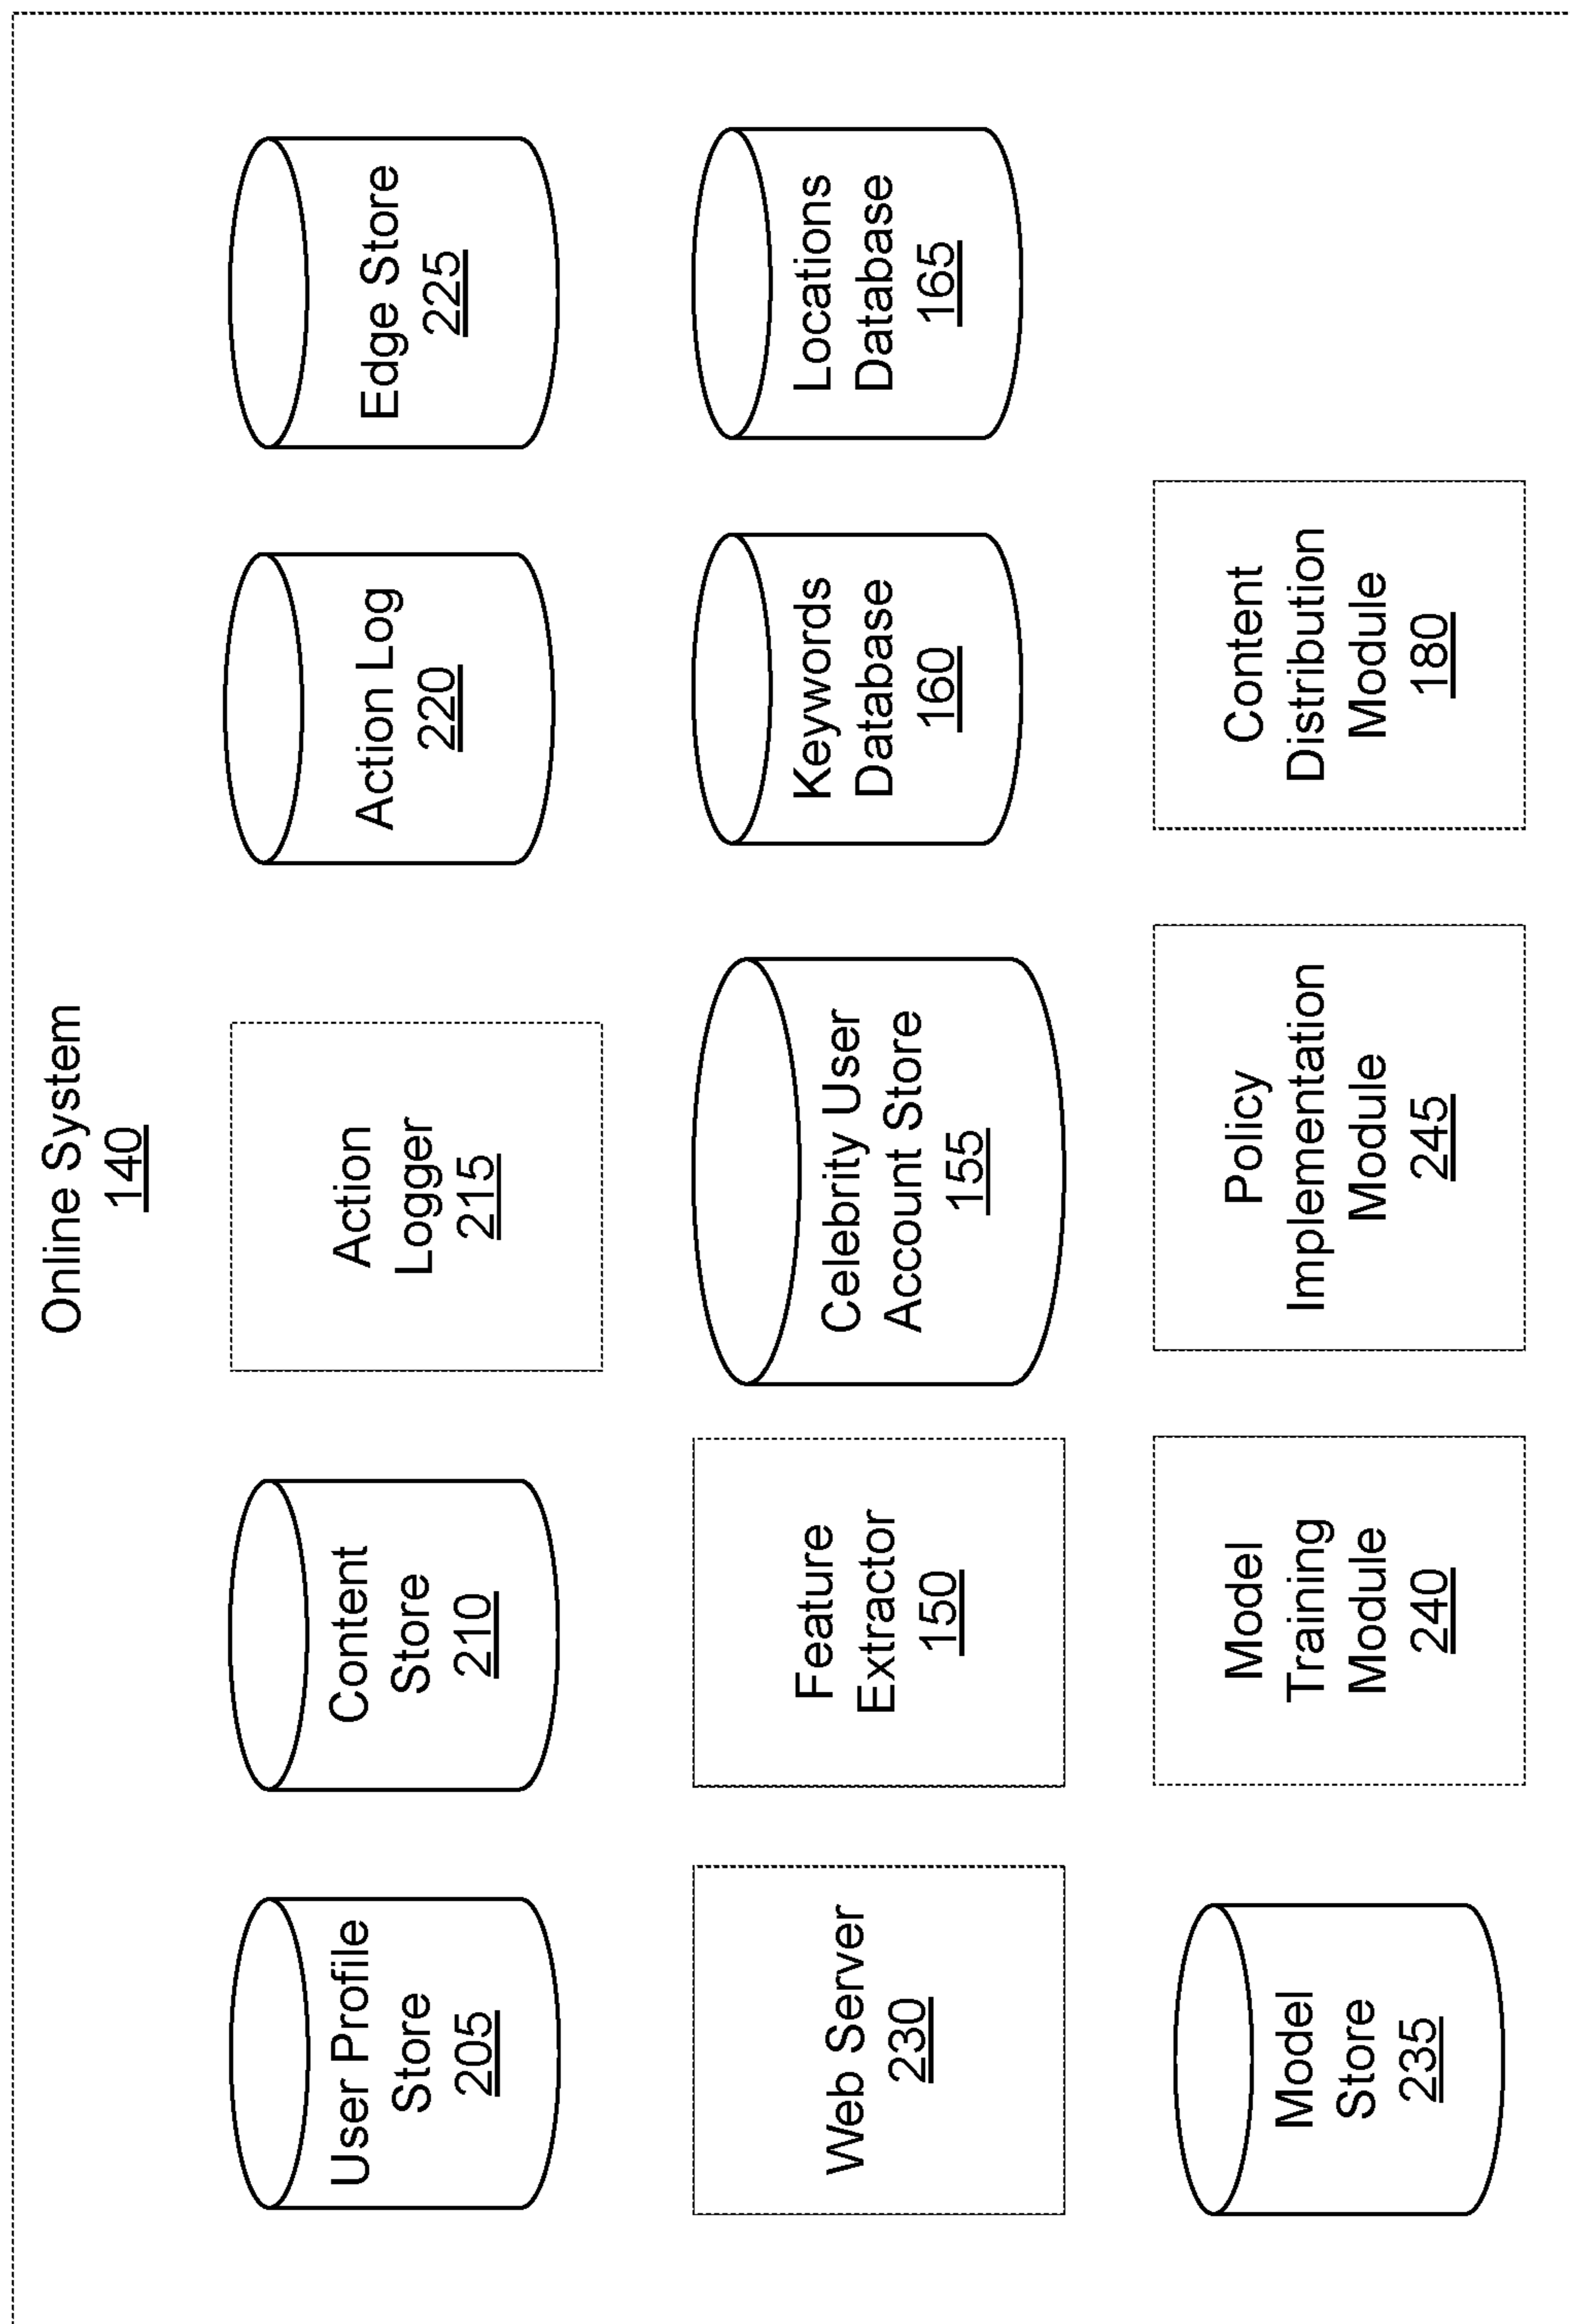 Online System
140
User Profile
Store
205
Content
Store
210
Action
Logger
215
Action Log
220
Edge Store
225
Web Server
230
Feature
Extractor
150
Celebrity User
Account Store
155
Keywords
Database
160
Locations
Database
165
Model
Store
235
Model
Training
Module
240
Policy
Implementation
Module
245
Content
Distribution
Module
180